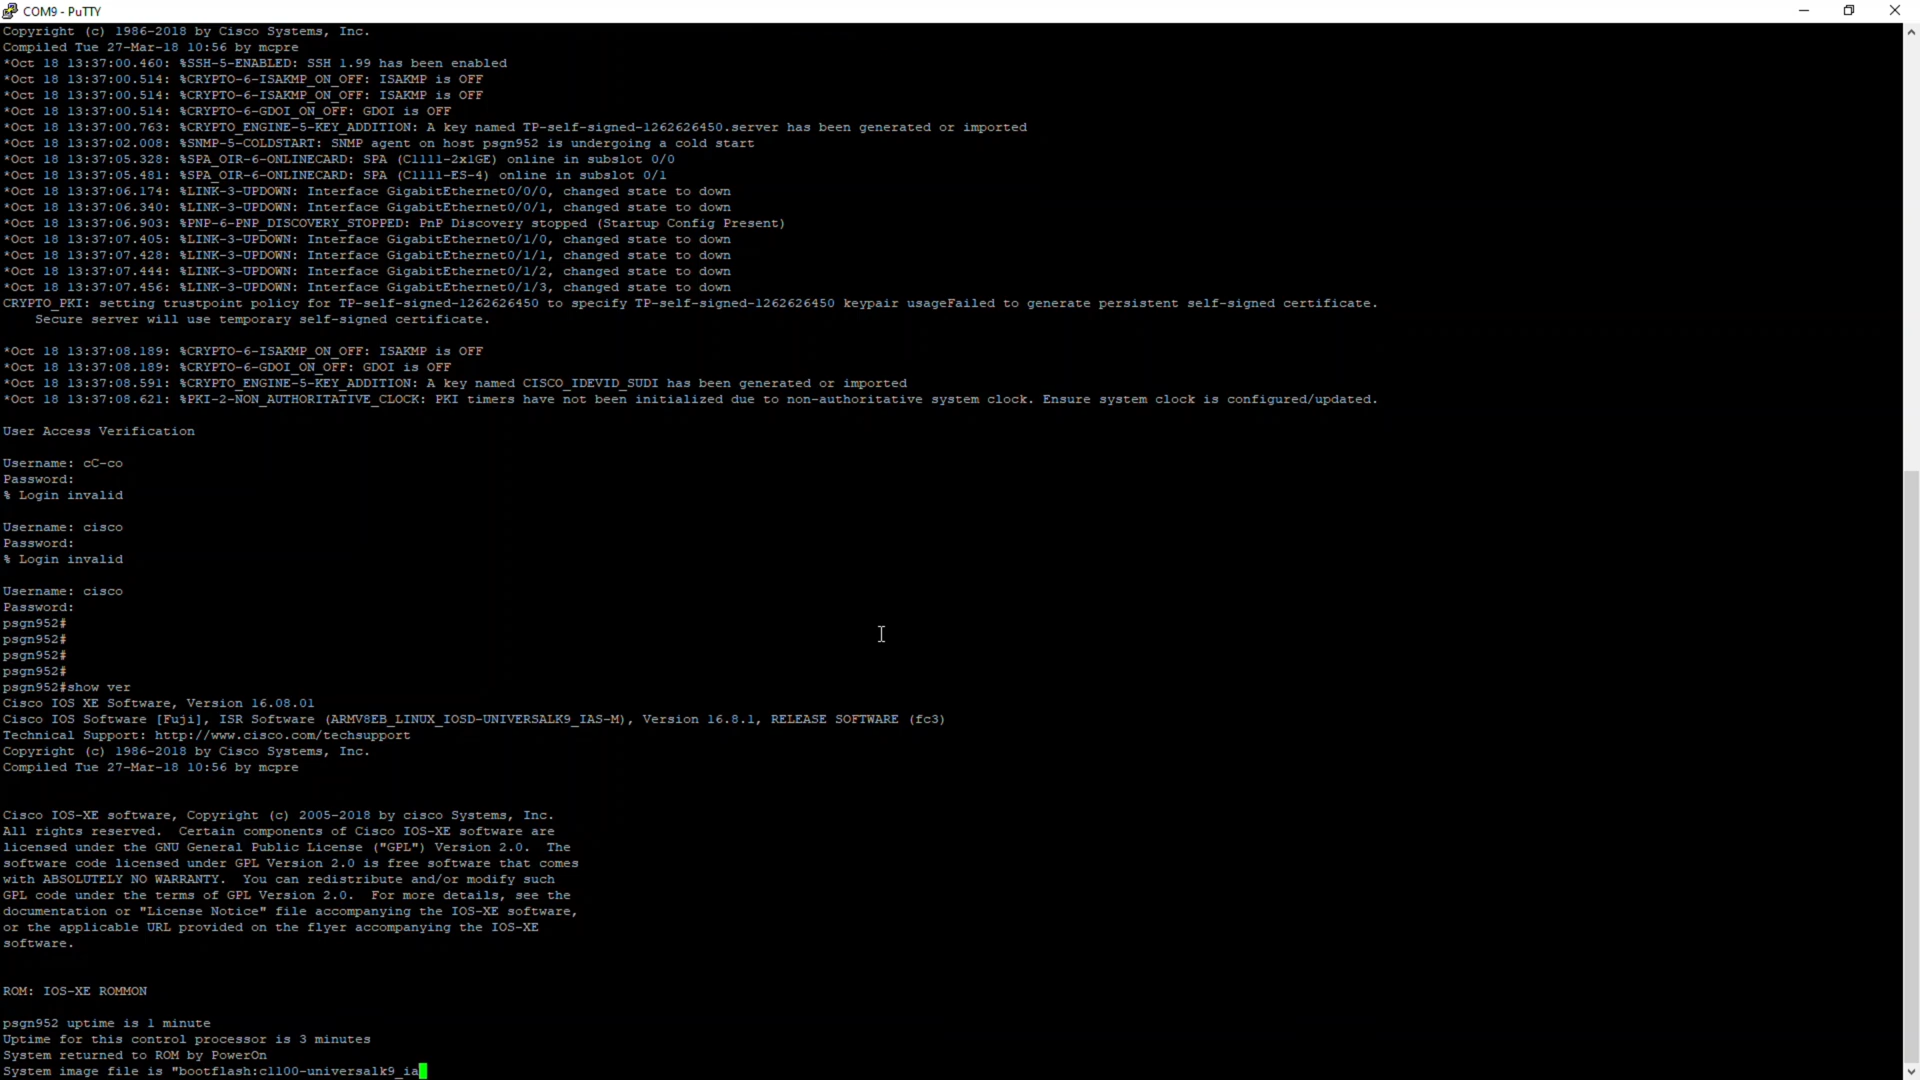 COM9 - PuTTY
Copyright (c) 1986-2018 by Cisco Systems, Inc.
Compiled Tue 27-Mar-18 10:56 by mcpre
*Oct 18 13:37:00.460: %SSH-5-ENABLED: SSH 1.99 has been enabled
*Oct 18 13:37:00.514: %CRYPTO-6-ISAKMP_ON_OFF: ISAKMP is OFF
*Oct 18 13:37:00.514: %CRYPTO-6-ISAKMP_ON_OFF: ISAKMP is OFF
*Oct 18 13:37:00.514: %CRYPTO-6-GDOI_ON_OFF: GDOI is OFF
*Oct 18 13:37:00.763: %CRYPTO_ENGINE-5-KEY_ADDITION: A key named TP-self-signed-1262626450.server has been generated or imported
*Oct 18 13:37:02.008: %SNMP-5-COLDSTART: SNMP agent on host psgn952 is undergoing a cold start
*Oct 18 13:37:05.328: %SPA_OIR-6-ONLINECARD: SPA (C1111-2x1GE) online in subslot 0/0
*Oct 18 13:37:05.481: %SPA_OIR-6-ONLINECARD: SPA (C1111-ES-4) online in subslot 0/1
*Oct 18 13:37:06.174: %LINK-3-UPDOWN: Interface GigabitEthernet0/0/0, changed state to down
*Oct 18 13:37:06.340: %LINK-3-UPDOWN: Interface GigabitEthernet0/0/1, changed state to down
*Oct 18 13:37:06.903: %PNP-6-PNP_DISCOVERY_STOPPED: PnP Discovery stopped (Startup Config Present)
*Oct 18 13:37:07.405: %LINK-3-UPDOWN: Interface GigabitEthernet0/1/0, changed state to down
*Oct 18 13:37:07.428: %LINK-3-UPDOWN: Interface GigabitEthernet0/1/1, changed state to down
*Oct 18 13:37:07.444: %LINK-3-UPDOWN: Interface GigabitEthernet0/1/2, changed state to down
*Oct 18 13:37:07.456: %LINK-3-UPDOWN: Interface GigabitEthernet0/1/3, changed state to down
CRYPTO_PKI: setting trustpoint policy for TP-self-signed-1262626450 to specify TP-self-signed-1262626450 keypair usageFailed to generate persistent self-signed certificate.
Secure server will use temporary self-signed certificate.
*Oct 18 13:37:08.189: %CRYPTO-6-ISAKMP_ON_OFF: ISAKMP is OFF
*Oct 18 13:37:08.189: %CRYPTO-6-GDOI_ON_OFF: GDOI is OFF
*Oct 18 13:37:08.591: %CRYPTO_ENGINE-5-KEY_ADDITION: A key named CISCO_IDEVID_SUDI has been generated or imported
*Oct 18 13:37:08.621: %PKI-2-NON_AUTHORITATIVE_CLOCK: PKI timers have not been initialized due to non-authoritative system clock. Ensure system clock is configured/updated.
User Access Verification
Username: cC-co
Password:
% Login invalid
Username: cisco
Password:
% Login invalid
Username: cisco
Password:
psgn952#
psgn952#
psgn952#
psgn952#
psgn952#show ver
Cisco IOS XE Software, Version 16.08.01
Cisco IOS Software [Fuji], ISR Software (ARMV8EB_LINUX_IOSD-UNIVERSALK9_IAS-M), Version 16.8.1, RELEASE SOFTWARE (fc3)
Technical Support: http://www.cisco.com/techsupport
Copyright (c) 1986-2018 by Cisco Systems, Inc.
Compiled Tue 27-Mar-18 10:56 by mcpre
Cisco IOS-XE software, Copyright (c) 2005-2018 by cisco Systems, Inc.
All rights reserved.  Certain components of Cisco IOS-XE software are
licensed under the GNU General Public License ("GPL") Version 2.0.  The
software code licensed under GPL Version 2.0 is free software that comes
with ABSOLUTELY NO WARRANTY.  You can redistribute and/or modify such
GPL code under the terms of GPL Version 2.0.  For more details, see the
documentation or "License Notice" file accompanying the IOS-XE software,
or the applicable URL provided on the flyer accompanying the IOS-XE
software.
ROM: IOS-XE ROMMON
psgn952 uptime is 1 minute
Uptime for this control processor is 3 minutes
System returned to ROM by PowerOn
System image file is "bootflash:c1100-universalk9_ia